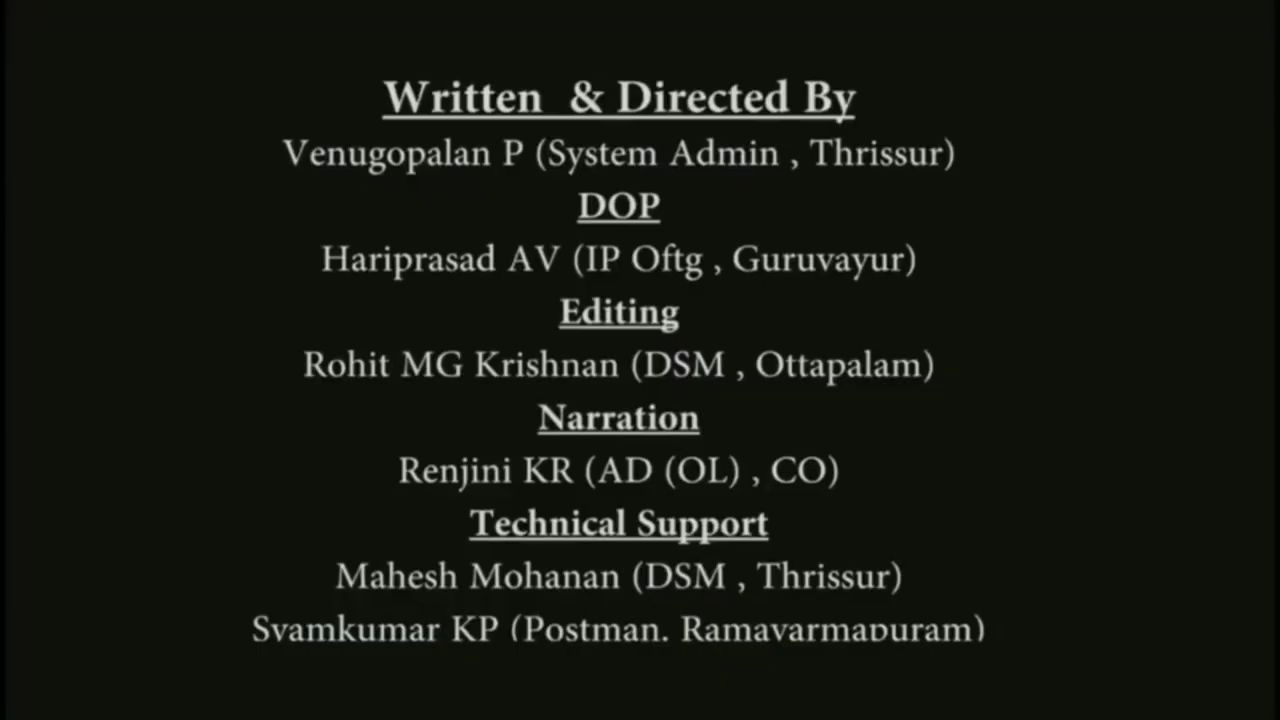 Written & Directed By
Venugopalan P (System Admin , Thrissur)
DOP
Hariprasad AV (IP Oftg , Guruvayur)
Editing
Rohit MG Krishnan (DSM , Ottapalam)
Narration
Renjini KR (AD (OL) , CO)
Technical Support
Mahesh Mohanan (DSM , Thrissur)
Syamkumar KP (Postman, Ramavarmapuram)